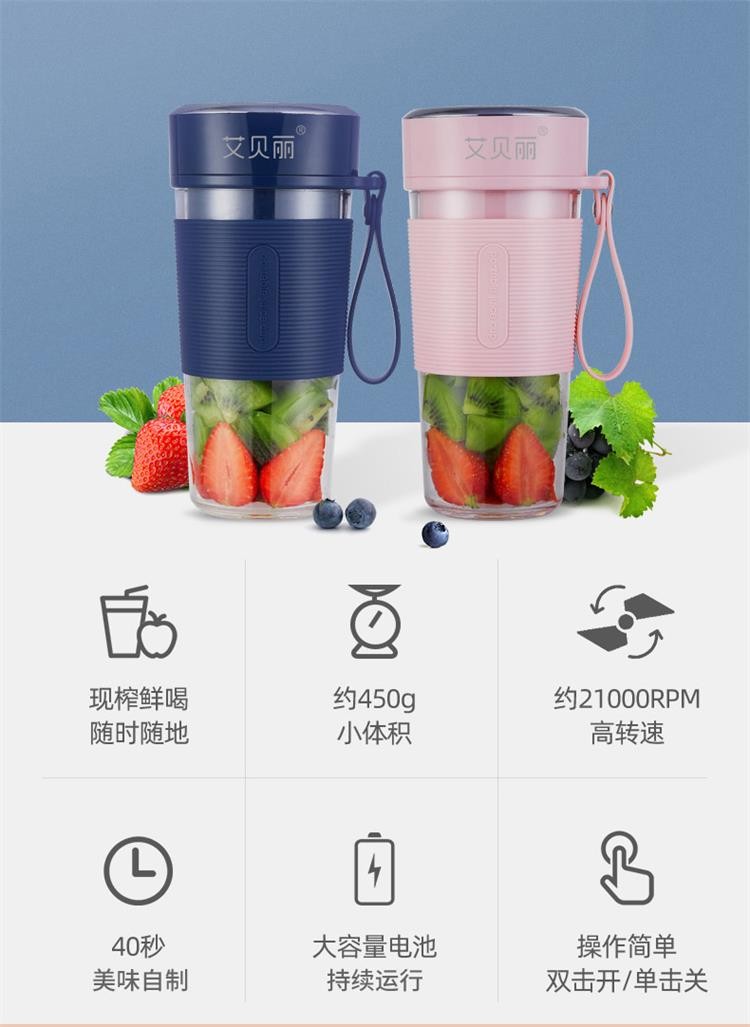 艾贝丽®
艾贝丽®
现榨鲜喝
随时随地
约450g
小体积
约21000RPM
高转速
40秒
美味自制
大容量电池
持续运行
操作简单
双击开/单击关